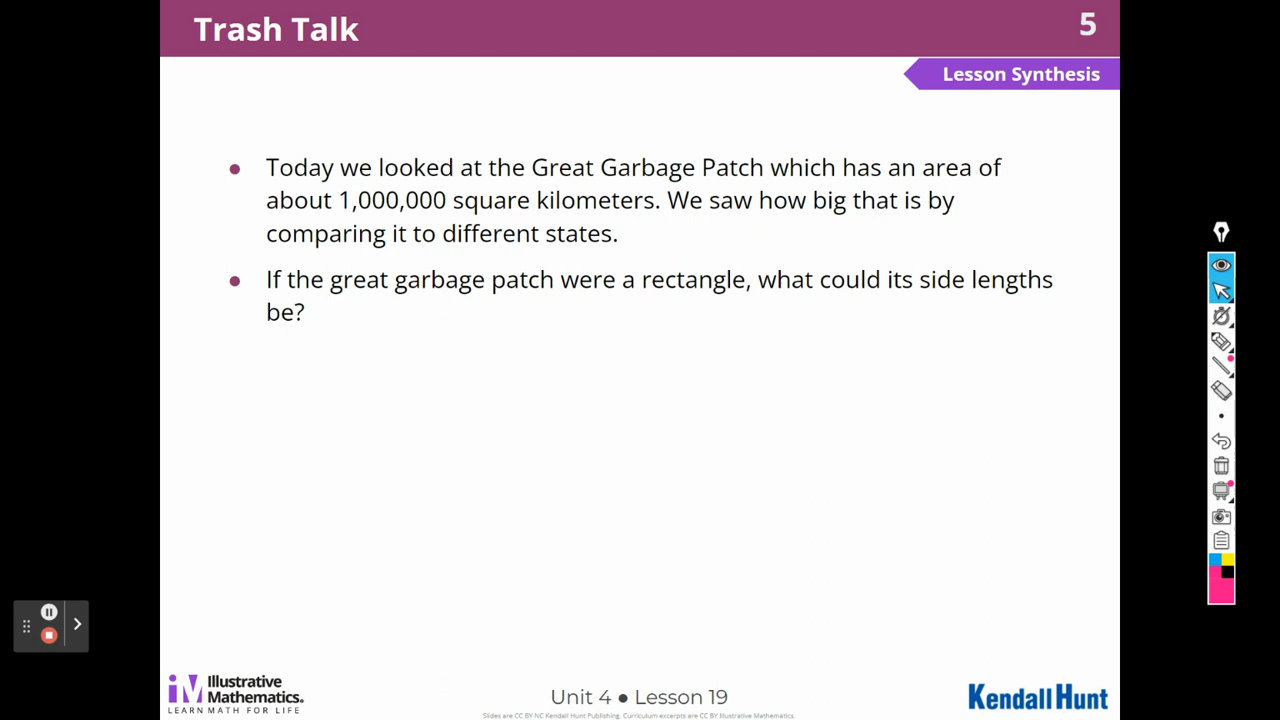 Trash Talk
5
Lesson Synthesis
● Today we looked at the Great Garbage Patch which has an area of
about 1,000,000 square kilometers. We saw how big that is by
comparing it to different states.
● If the great garbage patch were a rectangle, what could its side lengths
be?
iM Illustrative
Mathematics.
LEARN MATH FOR LIFE
Unit 4 ● Lesson 19
Slides are CC BY NC Kendall Hunt Publishing. Curriculum excerpts are CC BY Illustrative Mathematics.
Kendall Hunt